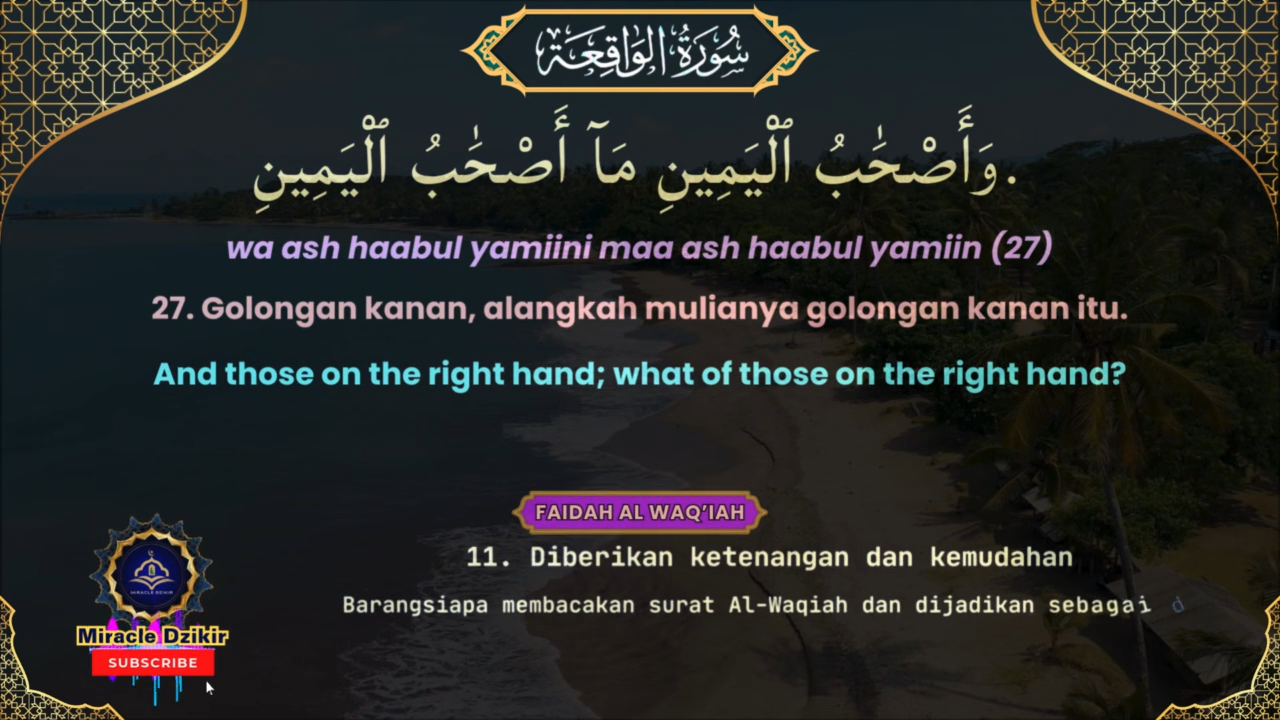 سُورَةُ الوَاقِعَة
وَأَصْحَٰبُ ٱلْيَمِينِ مَآ أَصْحَٰبُ ٱلْيَمِينِ.
wa ash haabul yamiini maa ash haabul yamiin (27)
27. Golongan kanan, alangkah mulianya golongan kanan itu.
And those on the right hand; what of those on the right hand?
FAIDAH AL WAQ'IAH
11. Diberikan ketenangan dan kemudahan
Barangsiapa membacakan surat Al-Waqiah dan dijadikan sebagai d
MIRACLE DZIKIR
Miracle Dzikir
SUBSCRIBE